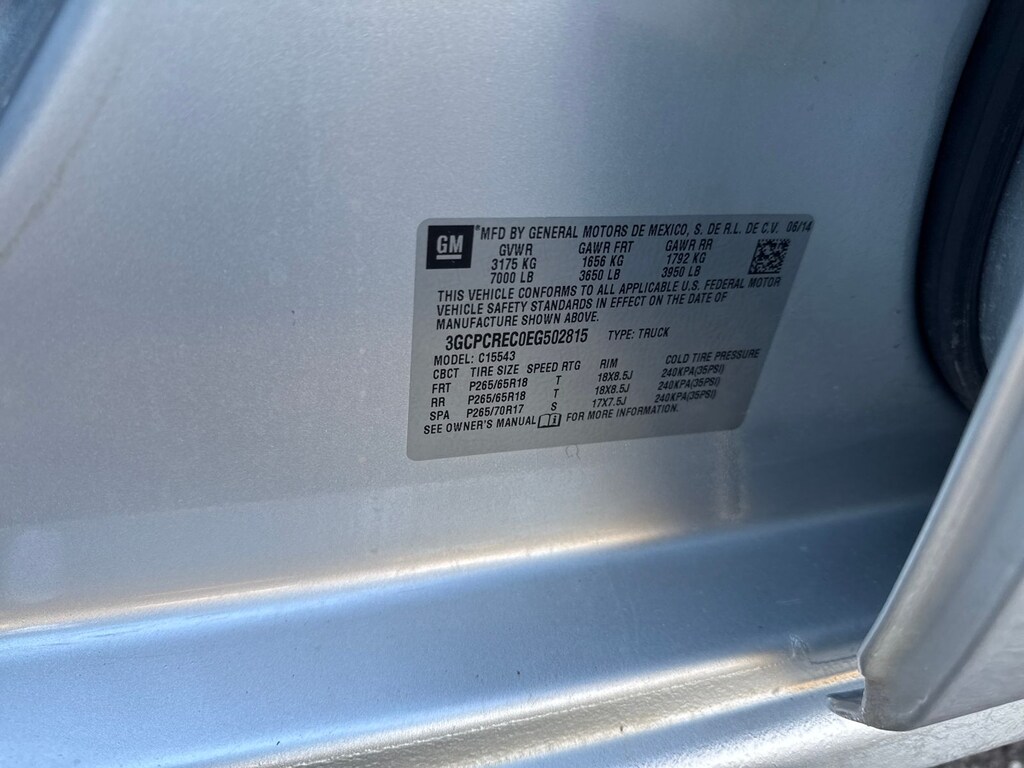 GM
MFD BY GENERAL MOTORS DE MEXICO, S. DE R.L. DE C.V. 06/14
GVWR GAWR FRT GAWR RR
3175 KG 1656 KG 1792 KG
7000 LB 3650 LB 3950 LB
THIS VEHICLE CONFORMS TO ALL APPLICABLE U.S. FEDERAL MOTOR
VEHICLE SAFETY STANDARDS IN EFFECT ON THE DATE OF
MANUFACTURE SHOWN ABOVE.
3GCPCREC0EG502815 TYPE: TRUCK
MODEL: C15543
CBCT TIRE SIZE SPEED RTG RIM COLD TIRE PRESSURE
FRT P265/65R18 T 18X8.5J 240KPA(35PSI)
RR P265/65R18 T 18X8.5J 240KPA(35PSI)
SPA P265/70R17 S 17X7.5J 240KPA(35PSI)
SEE OWNER'S MANUAL i FOR MORE INFORMATION.